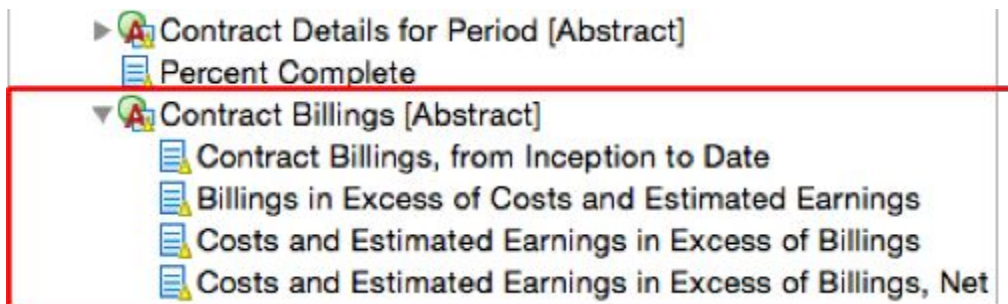 Contract Details for Period [Abstract]
Percent Complete
Contract Billings [Abstract]
Contract Billings, from Inception to Date
Billings in Excess of Costs and Estimated Earnings
Costs and Estimated Earnings in Excess of Billings
Costs and Estimated Earnings in Excess of Billings, Net